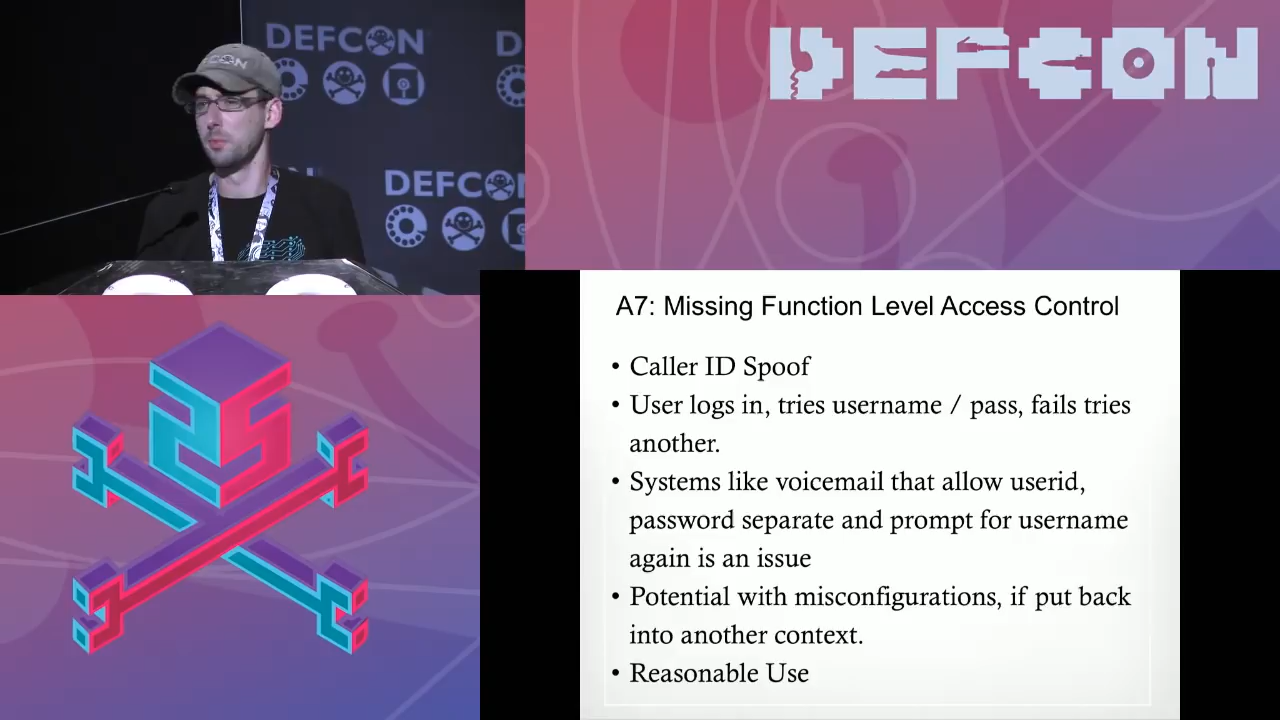 DEFCON
D
DEFCON
DEFCON
DEFCON
25
A7: Missing Function Level Access Control
• Caller ID Spoof
• User logs in, tries username / pass, fails tries
another.
• Systems like voicemail that allow userid,
password separate and prompt for username
again is an issue
• Potential with misconfigurations, if put back
into another context.
• Reasonable Use